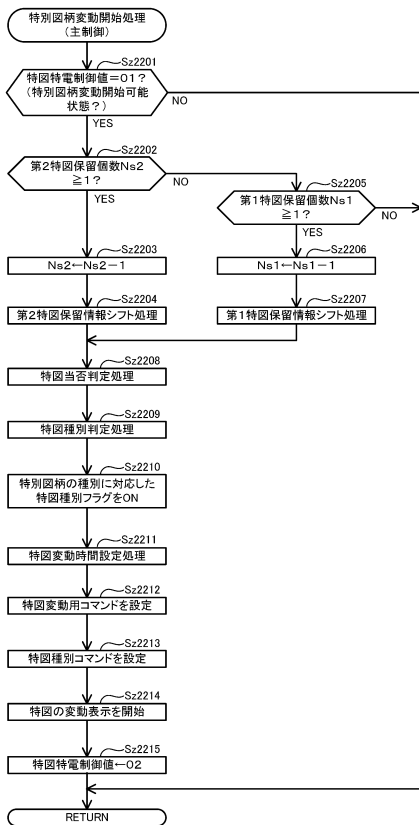 特別図柄変動開始処理
(主制御)
Sz2201
特図特電制御値=01?
(特別図柄変動開始可能
状態?)
NO
YES
Sz2202
第2特図保留個数Ns2
≧1?
NO
YES
Sz2205
第1特図保留個数Ns1
≧1?
NO
YES
Sz2203
Ns2←Ns2-1
Sz2206
Ns1←Ns1-1
Sz2204
第2特図保留情報シフト処理
Sz2207
第1特図保留情報シフト処理
Sz2208
特図当否判定処理
Sz2209
特図種別判定処理
Sz2210
特別図柄の種別に対応した
特図種別フラグをON
Sz2211
特図変動時間設定処理
Sz2212
特図変動用コマンドを設定
Sz2213
特図種別コマンドを設定
Sz2214
特図の変動表示を開始
Sz2215
特図特電制御値←02
RETURN